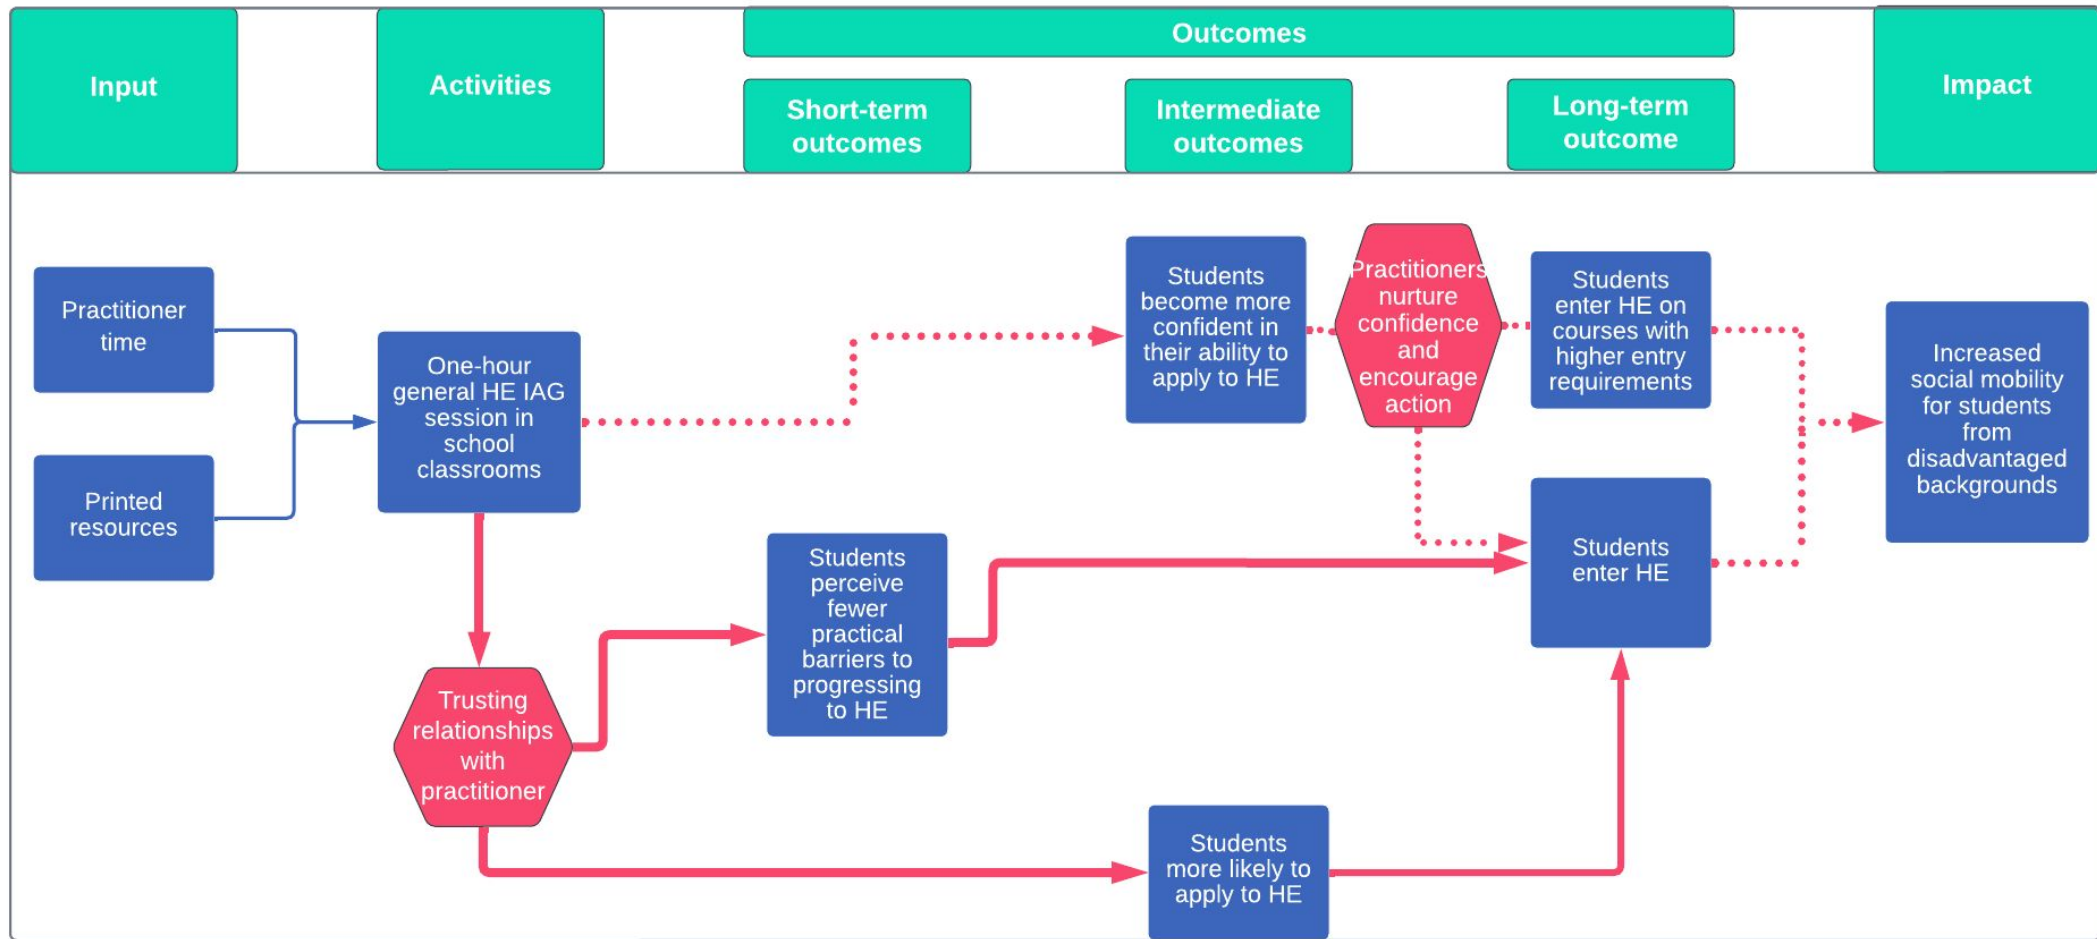 Input
Activities
Outcomes
Short-term
outcomes
Intermediate
outcomes
Long-term
outcome
Impact
Practitioner
time
Printed
resources
One-hour
general HE IAG
session in
school
classrooms
Trusting
relationships
with
practitioner
Students
perceive
fewer
practical
barriers to
progressing
to HE
Students
become more
confident in
their ability to
apply to HE
Practitioners
nurture
confidence
and
encourage
action
Students
more likely to
apply to HE
Students
enter HE on
courses with
higher entry
requirements
Students
enter HE
Increased
social mobility
for students
from
disadvantaged
backgrounds